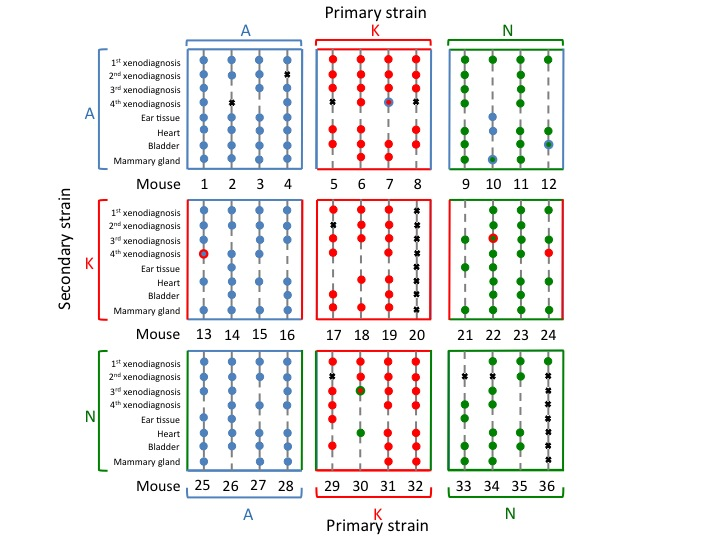 Primary strain
A K N
1st xenodiagnosis
2nd xenodiagnosis
3rd xenodiagnosis
4th xenodiagnosis
Ear tissue
Heart
Bladder
Mammary gland
A
Mouse 1 2 3 4 5 6 7 8 9 10 11 12
Secondary strain
1st xenodiagnosis
2nd xenodiagnosis
3rd xenodiagnosis
4th xenodiagnosis
Ear tissue
Heart
Bladder
Mammary gland
K
Mouse 13 14 15 16 17 18 19 20 21 22 23 24
1st xenodiagnosis
2nd xenodiagnosis
3rd xenodiagnosis
4th xenodiagnosis
Ear tissue
Heart
Bladder
Mammary gland
N
Mouse 25 26 27 28 29 30 31 32 33 34 35 36
A K N
Primary strain